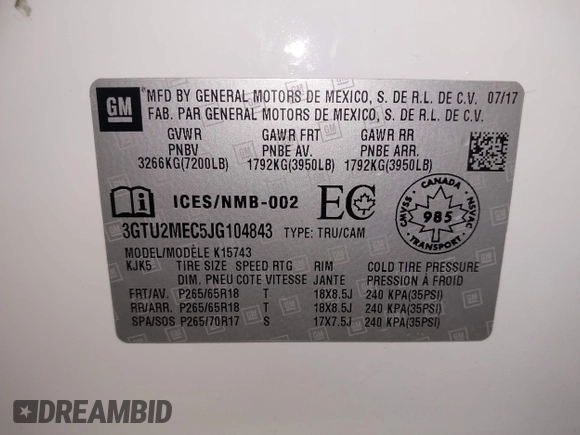 GM
MFD BY GENERAL MOTORS DE MEXICO, S. DE R.L. DE C.V. 07/17
FAB. PAR GENERAL MOTORS DE MEXICO, S. DE R.L. DE C.V.
GVWR GAWR FRT GAWR RR
PNBV PNBE AV. PNBE ARR.
3266KG(7200LB) 1792KG(3950LB) 1792KG(3950LB)
ICES/NMB-002 EC
CANADA CMVSS 985 NSVAC TRANSPORT
3GTU2MEC5JG104843 TYPE: TRU/CAM
MODEL/MODÈLE K15743
KJK5 TIRE SIZE SPEED RTG RIM COLD TIRE PRESSURE
DIM. PNEU COTE VITESSE JANTE PRESSION À FROID
FRT/AV. P265/65R18 T 18X8.5J 240 KPA(35PSI)
RR/ARR. P265/65R18 T 18X8.5J 240 KPA(35PSI)
SPA/SOS P265/70R17 S 17X7.5J 240 KPA(35PSI)
DREAMBID